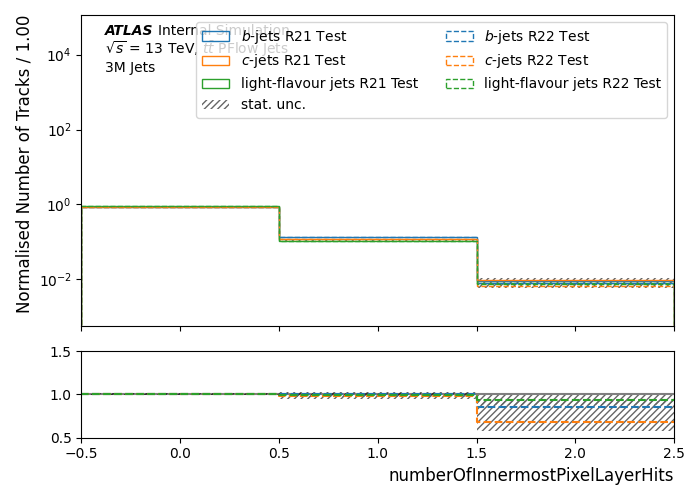 ATLAS Internal Simulation
√s = 13 TeV, tt̄ PFlow Jets
3M Jets
b-jets R21 Test
c-jets R21 Test
light-flavour jets R21 Test
stat. unc.
b-jets R22 Test
c-jets R22 Test
light-flavour jets R22 Test
Normalised Number of Tracks / 1.00
10⁴
10²
10⁰
10⁻²
1.5
1.0
0.5
−0.5 0.0 0.5 1.0 1.5 2.0 2.5
numberOfInnermostPixelLayerHits